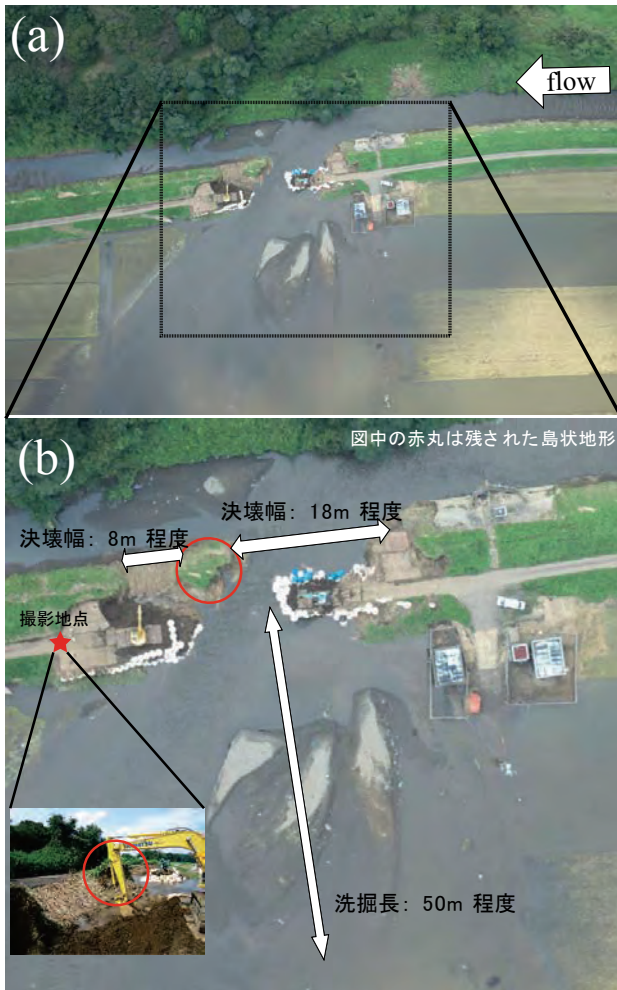 (a)
flow
(b)
図中の赤丸は残された島状地形
決壊幅: 18m 程度
決壊幅: 8m 程度
撮影地点
洗掘長: 50m 程度